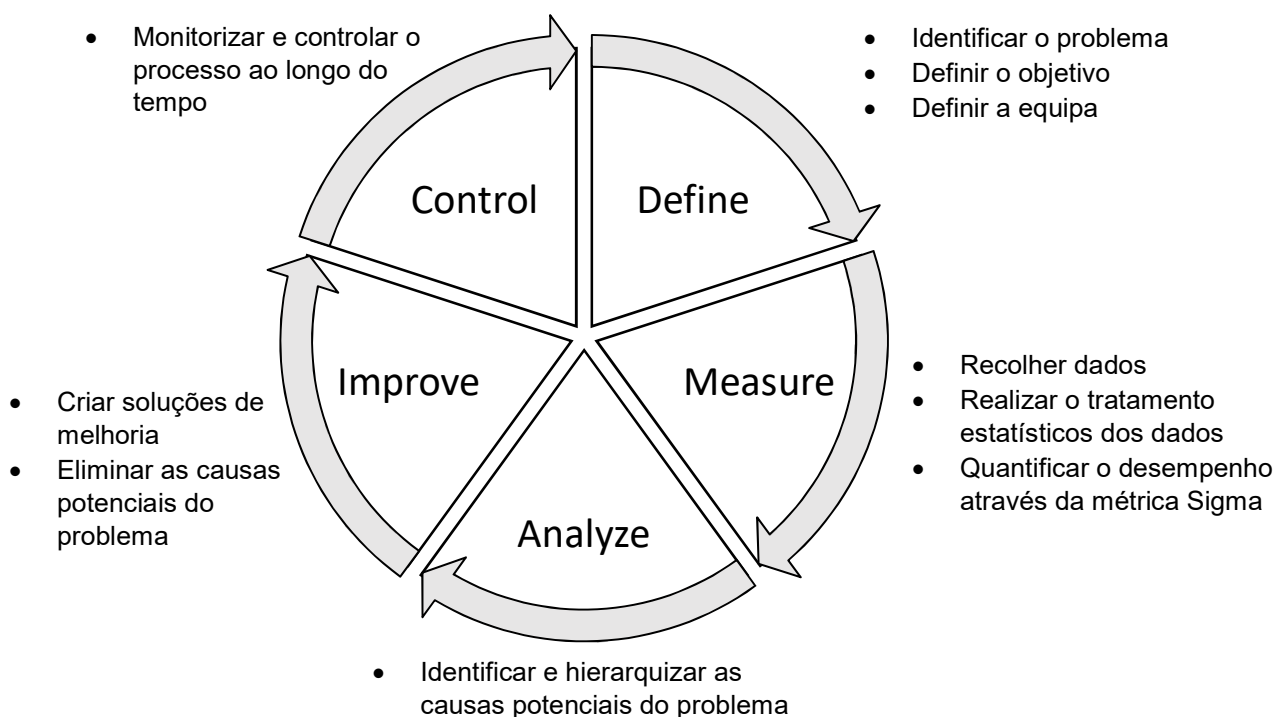 • Monitorizar e controlar o
processo ao longo do
tempo
• Identificar o problema
• Definir o objetivo
• Definir a equipa
Control
Define
Improve
Measure
• Recolher dados
• Realizar o tratamento
estatísticos dos dados
• Quantificar o desempenho
através da métrica Sigma
• Criar soluções de
melhoria
• Eliminar as causas
potenciais do
problema
Analyze
• Identificar e hierarquizar as
causas potenciais do problema